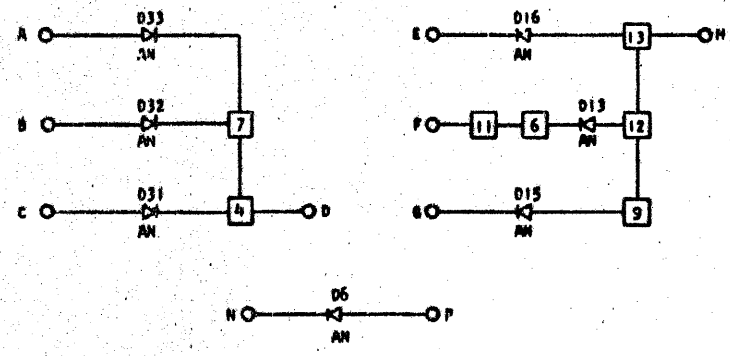 D33
A
AN
D32
B
7
AN
D31
C
4
D
AN
D16
E
13
H
AN
D13
F
11
6
12
AN
D15
G
9
AN
D6
N
P
AN